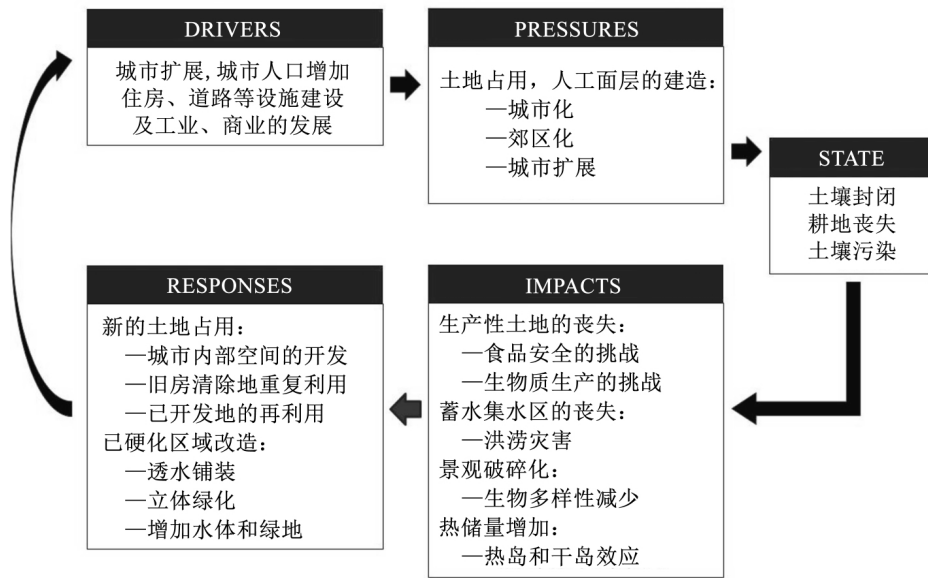 DRIVERS
城市扩展,城市人口增加
住房、道路等设施建设
及工业、商业的发展
PRESSURES
土地占用，人工面层的建造：
—城市化
—郊区化
—城市扩展
STATE
土壤封闭
耕地丧失
土壤污染
IMPACTS
生产性土地的丧失：
—食品安全的挑战
—生物质生产的挑战
蓄水集水区的丧失：
—洪涝灾害
景观破碎化：
—生物多样性减少
热储量增加：
—热岛和干岛效应
RESPONSES
新的土地占用：
—城市内部空间的开发
—旧房清除地重复利用
—已开发地的再利用
已硬化区域改造：
—透水铺装
—立体绿化
—增加水体和绿地